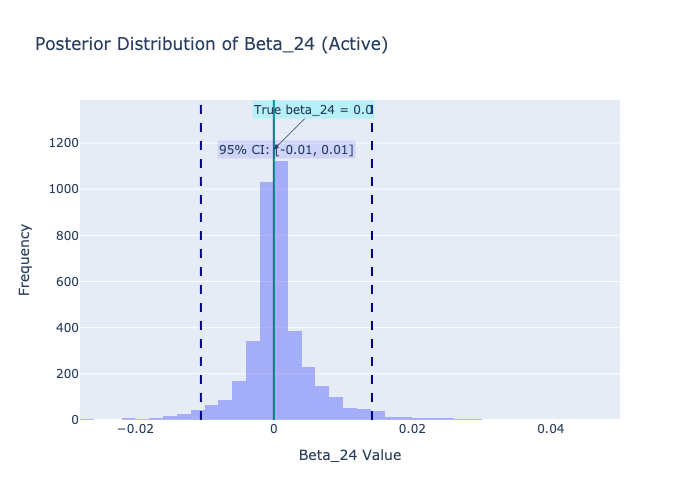 Posterior Distribution of Beta_24 (Active)
True beta_24 = 0.0
95% CI: [-0.01, 0.01]
1200
1000
800
600
400
200
0
Frequency
−0.02
0
0.02
0.04
Beta_24 Value